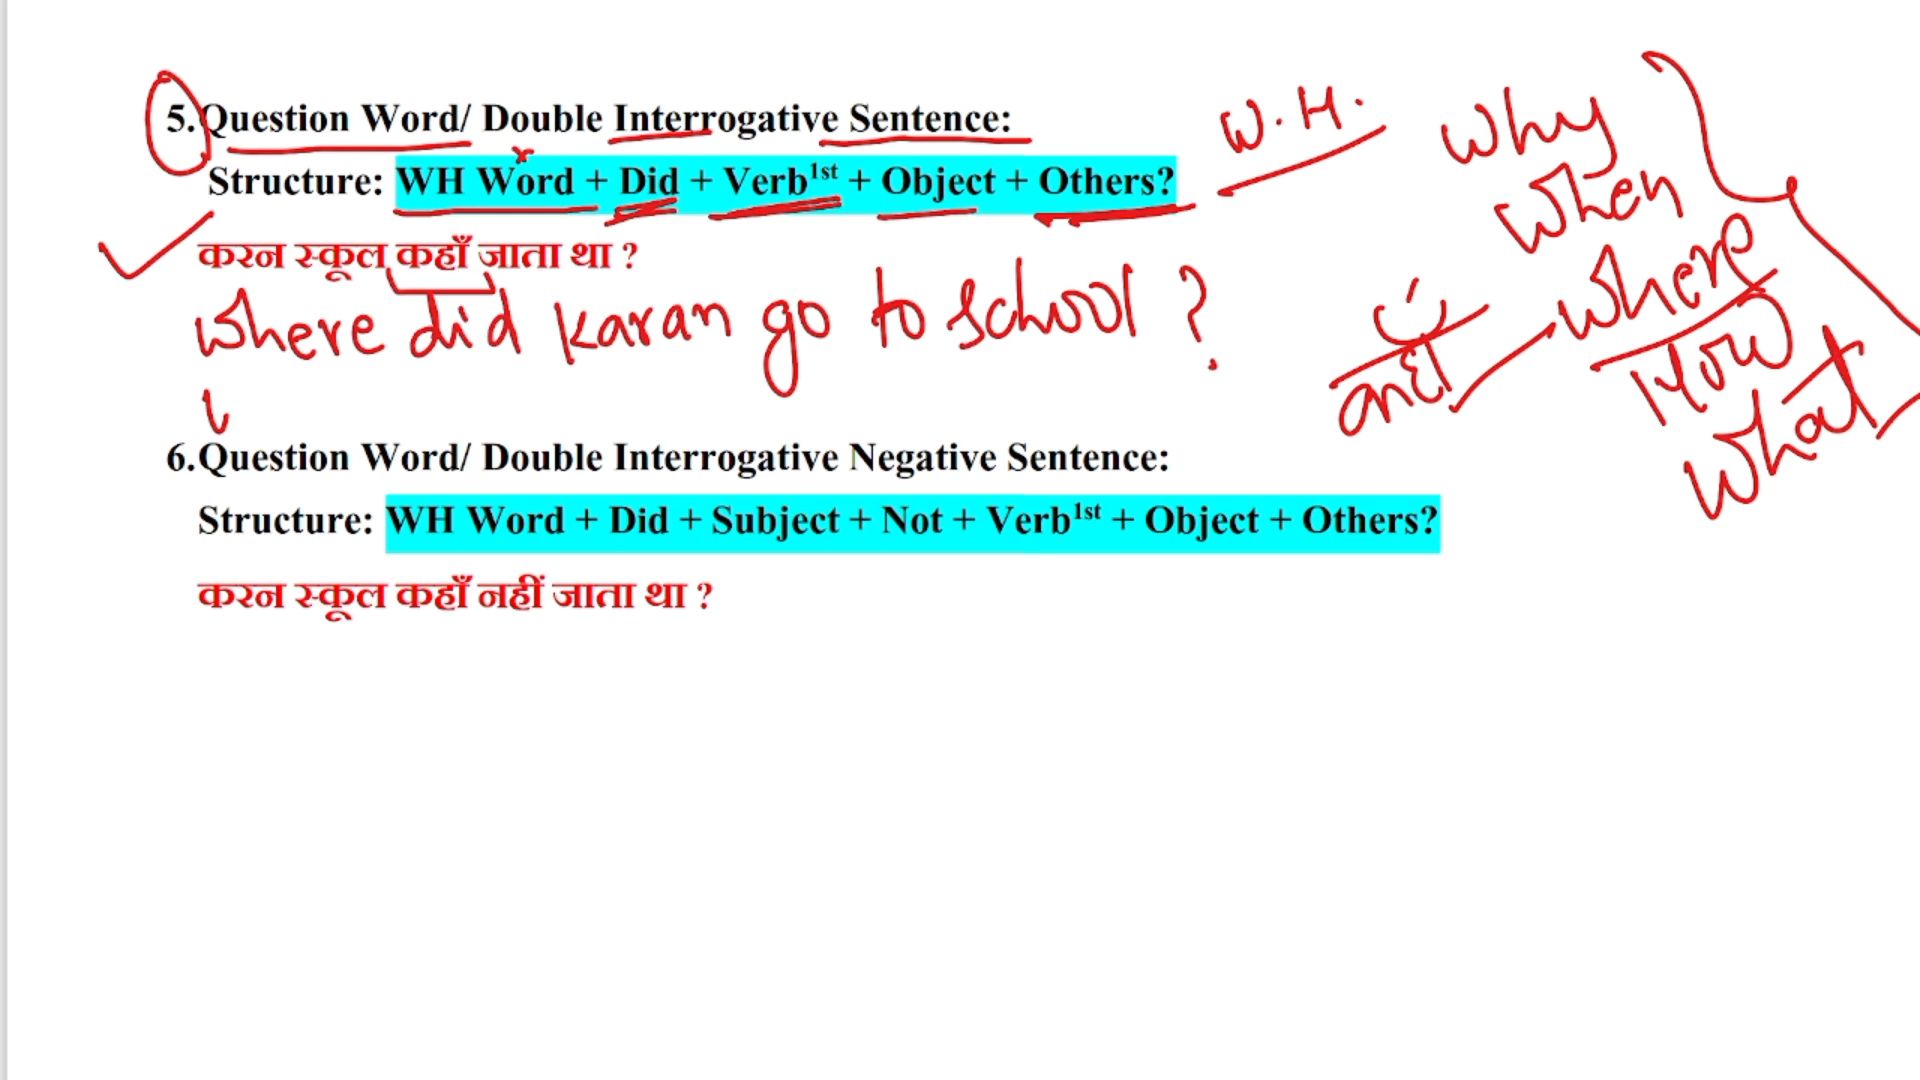 5.Question Word/ Double Interrogative Sentence:
Structure: WH Word + Did + Verb1st + Object + Others?
करन स्कूल कहाँ जाता था ?
where did karan go to school ?
6.Question Word/ Double Interrogative Negative Sentence:
Structure: WH Word + Did + Subject + Not + Verb1st + Object + Others?
करन स्कूल कहाँ नहीं जाता था ?
W.H.
why
when
where
How
what